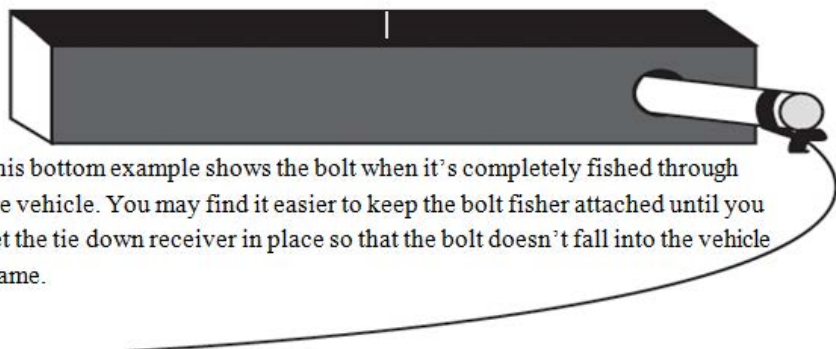 his bottom example shows the bolt when it's completely fished through
e vehicle. You may find it easier to keep the bolt fisher attached until you
et the tie down receiver in place so that the bolt doesn't fall into the vehicle
ame.